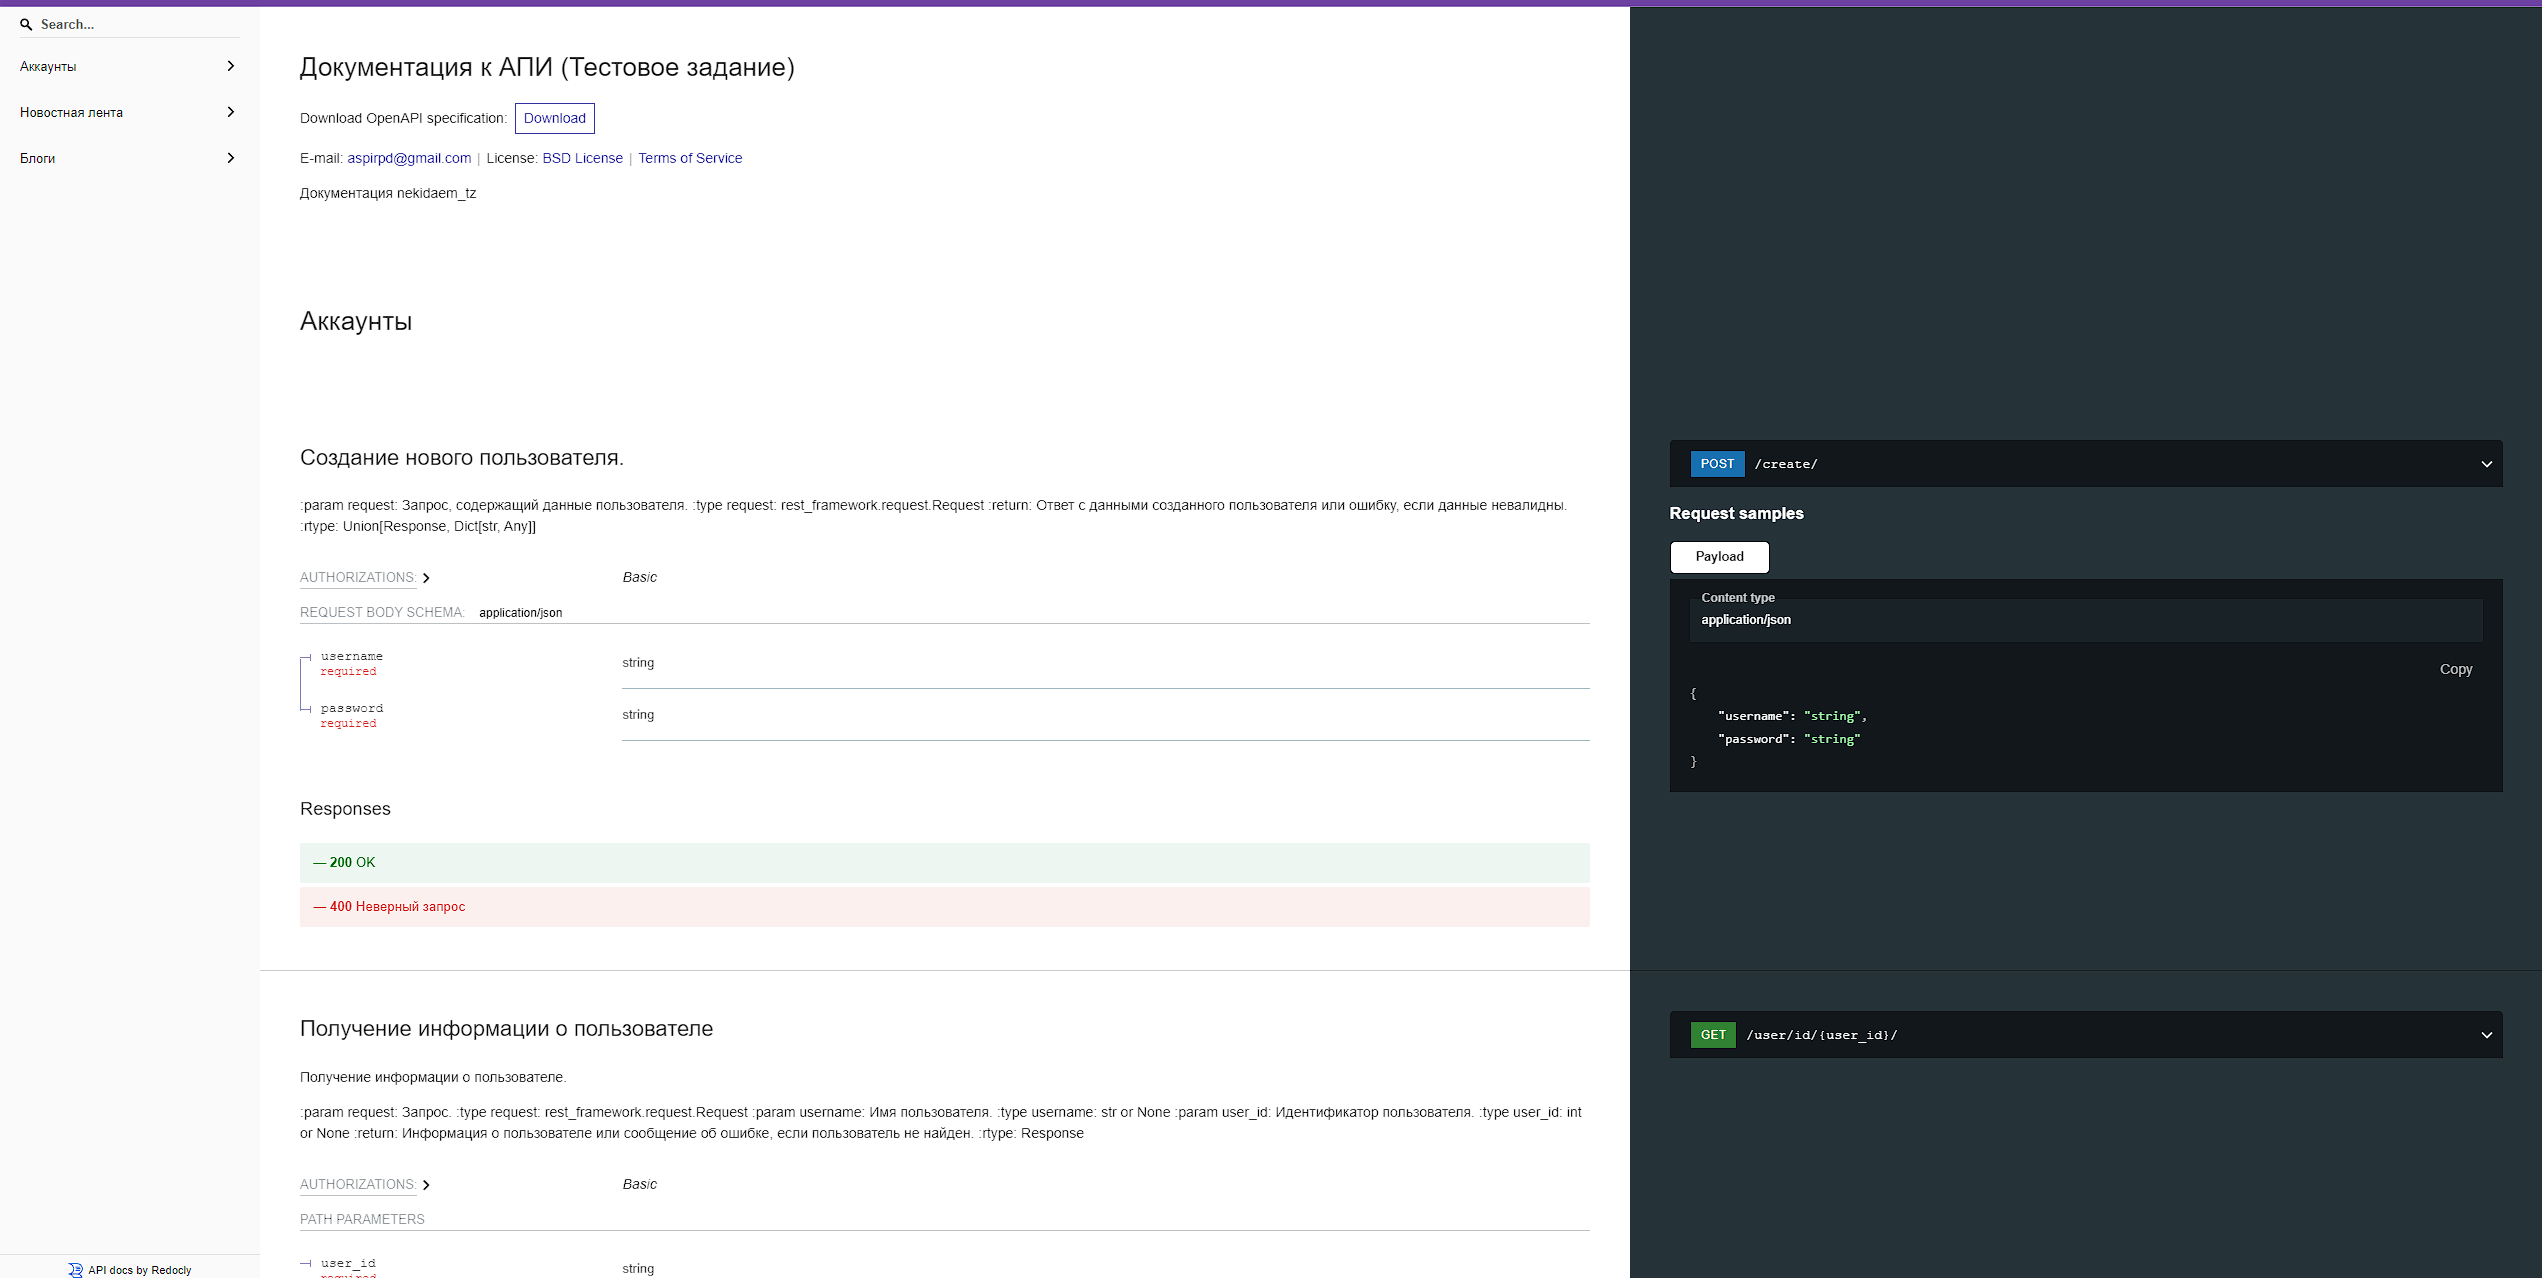 Search...
Аккаунты
Новостная лента
Блоги
API docs by Redocly
Документация к АПИ (Тестовое задание)
Download OpenAPI specification: Download
E-mail: aspirpd@gmail.com | License: BSD License | Terms of Service
Документация nekidaem_tz
Аккаунты
Создание нового пользователя.
:param request: Запрос, содержащий данные пользователя. :type request: rest_framework.request.Request :return: Ответ с данными созданного пользователя или ошибку, если данные невалидны.
:rtype: Union[Response, Dict[str, Any]]
AUTHORIZATIONS: Basic
REQUEST BODY SCHEMA: application/json
username string
required
password string
required
Responses
— 200 OK
— 400 Неверный запрос
POST /create/
Request samples
Payload
Content type
application/json
Copy
{
"username": "string",
"password": "string"
}
Получение информации о пользователе
Получение информации о пользователе.
:param request: Запрос. :type request: rest_framework.request.Request :param username: Имя пользователя. :type username: str or None :param user_id: Идентификатор пользователя. :type user_id: int
or None :return: Информация о пользователе или сообщение об ошибке, если пользователь не найден. :rtype: Response
AUTHORIZATIONS: Basic
PATH PARAMETERS
user_id string
required
GET /user/id/{user_id}/